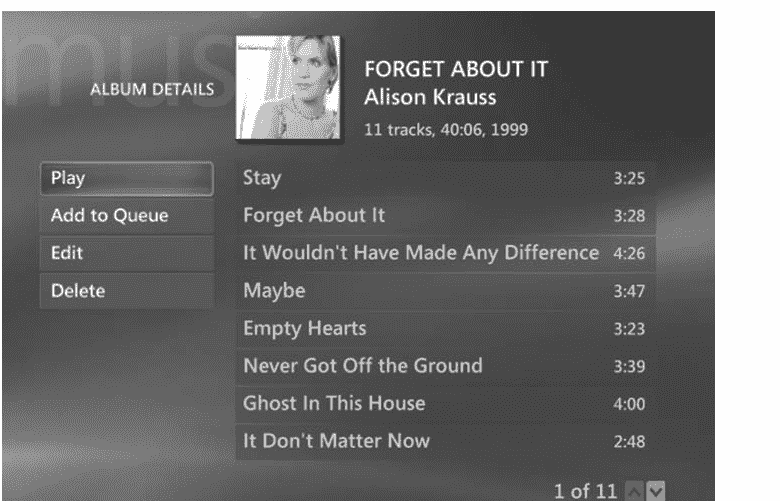 music
ALBUM DETAILS
FORGET ABOUT IT
Alison Krauss
11 tracks, 40:06, 1999
Play
Add to Queue
Edit
Delete
Stay 3:25
Forget About It 3:28
It Wouldn't Have Made Any Difference 4:26
Maybe 3:47
Empty Hearts 3:23
Never Got Off the Ground 3:39
Ghost In This House 4:00
It Don't Matter Now 2:48
1 of 11